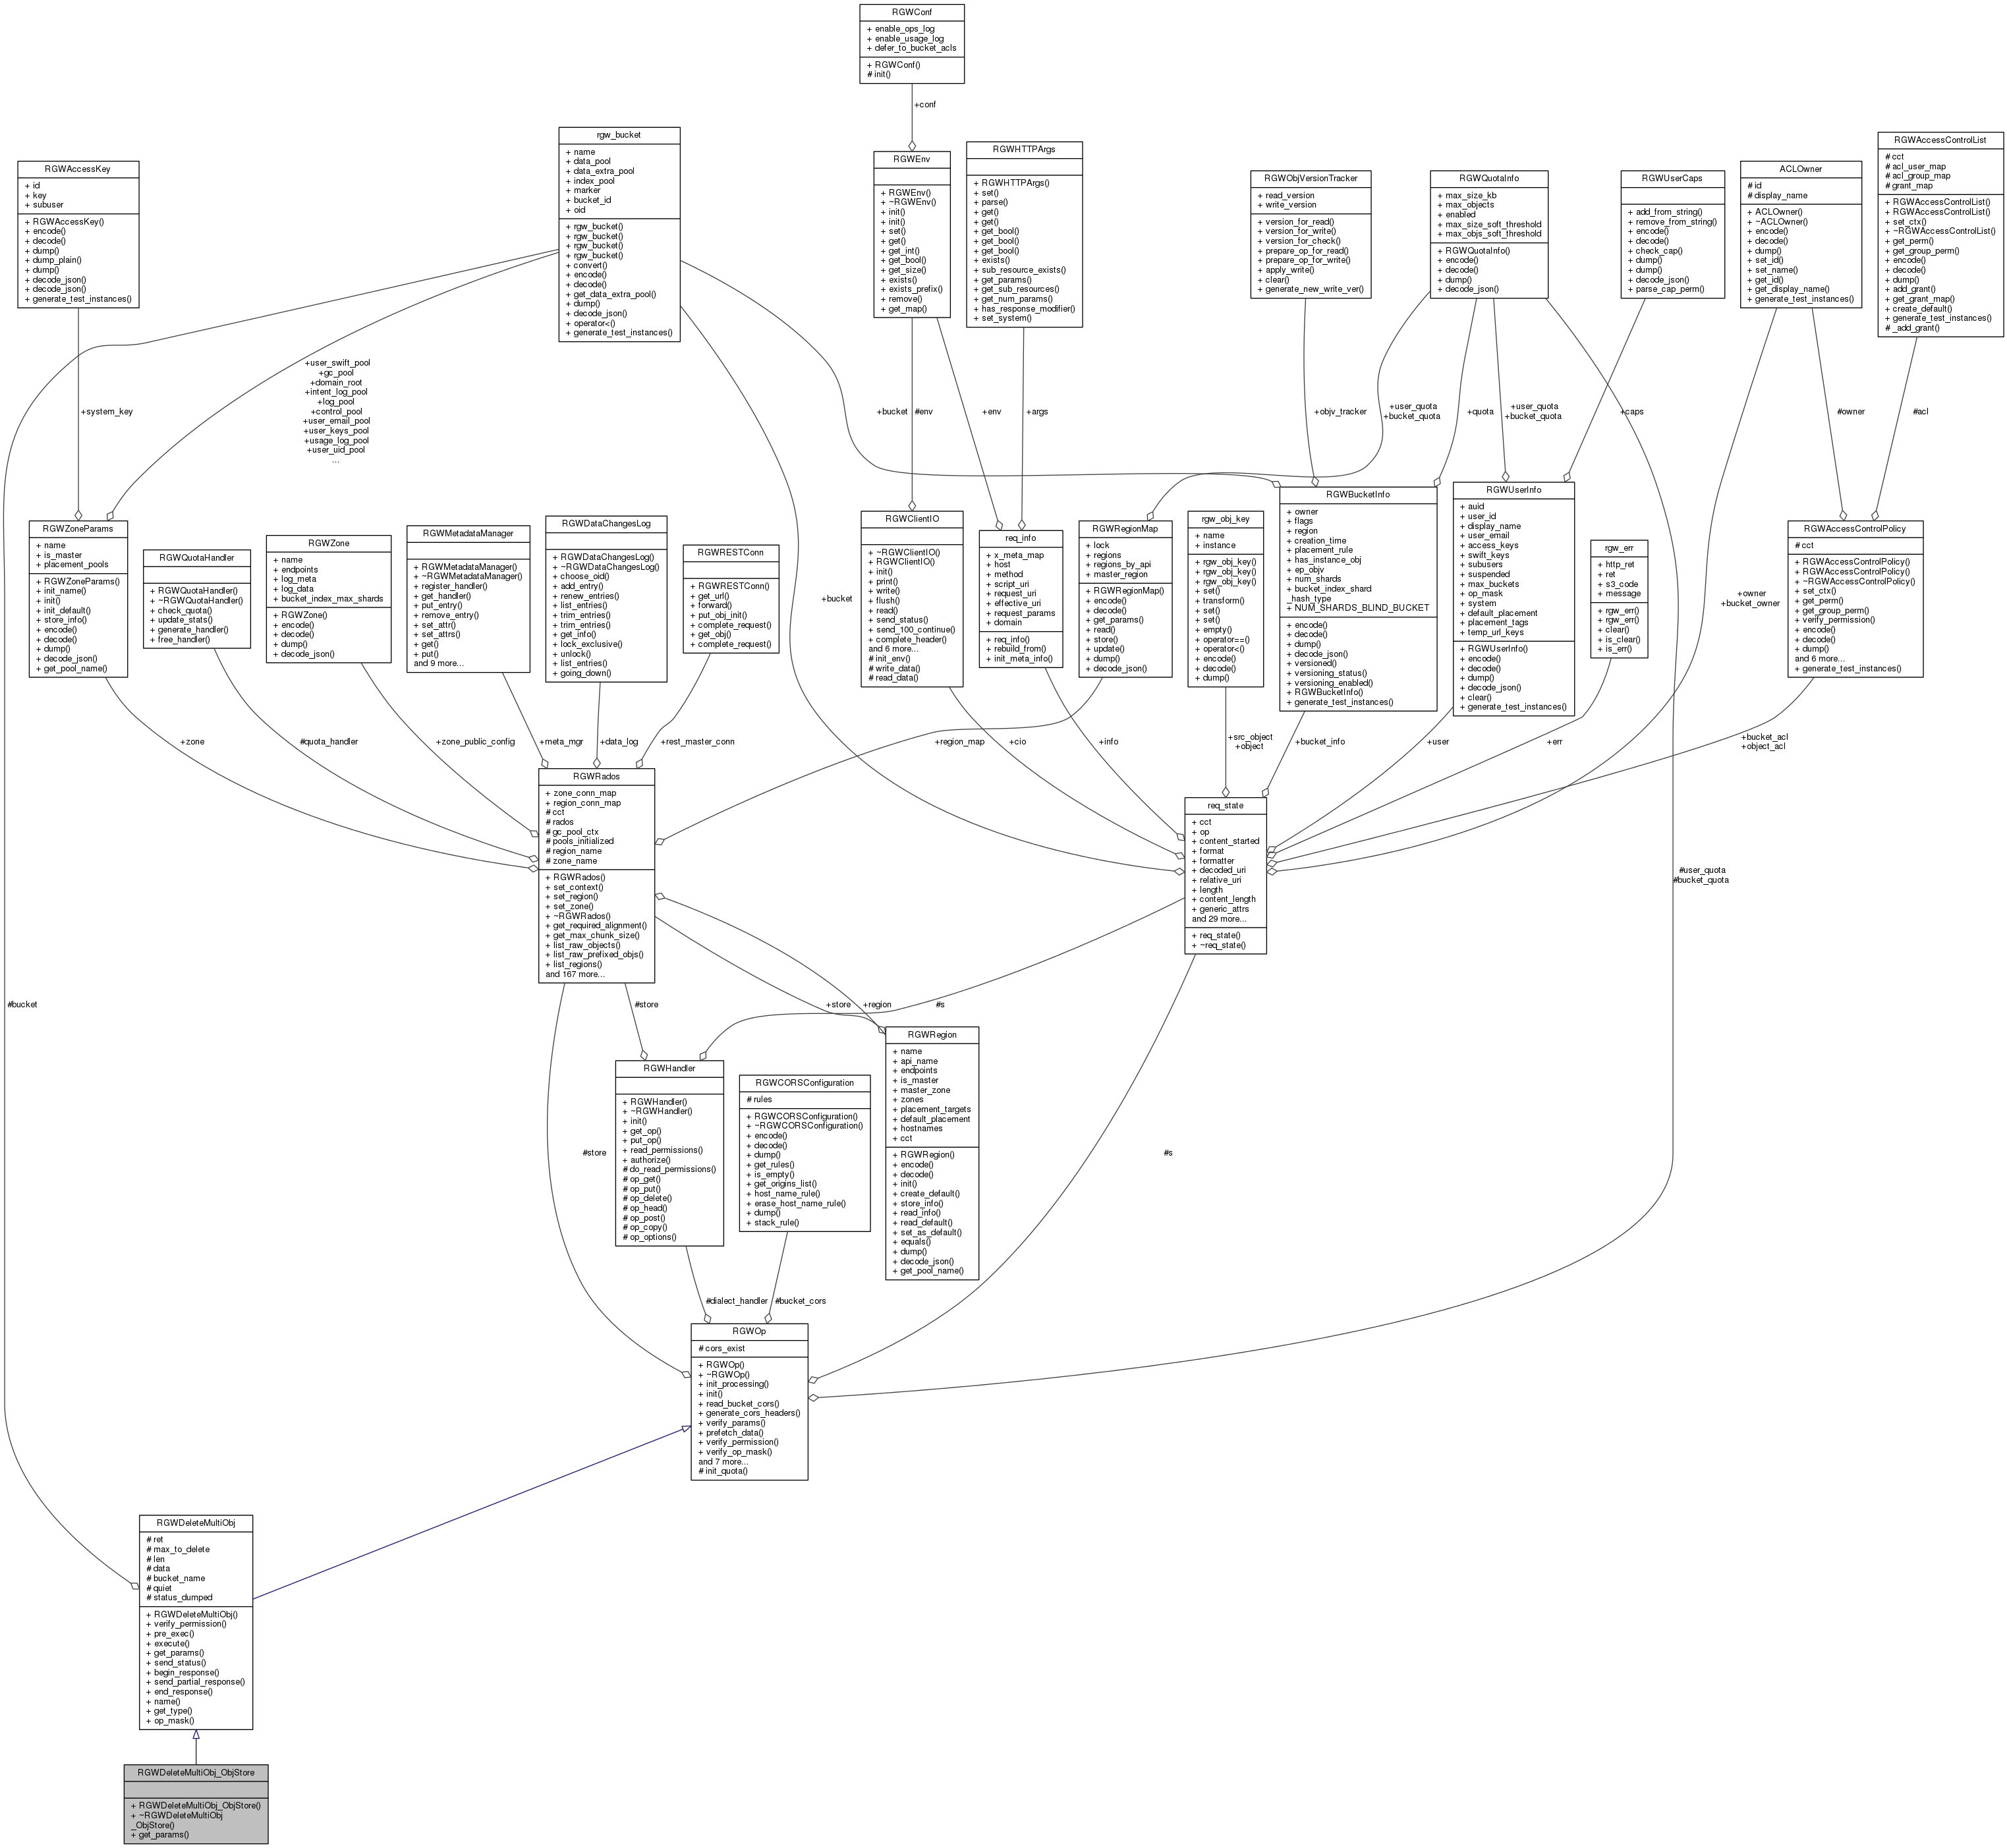 RGWConf
+ enable_ops_log
+ enable_usage_log
+ defer_to_bucket_acls
+ RGWConf()
# init()
+conf
rgw_bucket
+ name
+ data_pool
+ data_extra_pool
+ index_pool
+ marker
+ bucket_id
+ oid
+ rgw_bucket()
+ rgw_bucket()
+ rgw_bucket()
+ rgw_bucket()
+ convert()
+ encode()
+ decode()
+ get_data_extra_pool()
+ dump()
+ decode_json()
+ operator<()
+ generate_test_instances()
RGWAccessKey
+ id
+ key
+ subuser
+ RGWAccessKey()
+ encode()
+ decode()
+ dump()
+ dump_plain()
+ dump()
+ decode_json()
+ decode_json()
+ generate_test_instances()
RGWEnv
+ RGWEnv()
+ ~RGWEnv()
+ init()
+ init()
+ set()
+ get()
+ get_int()
+ get_bool()
+ get_size()
+ exists()
+ exists_prefix()
+ remove()
+ get_map()
RGWHTTPArgs
+ RGWHTTPArgs()
+ set()
+ parse()
+ get()
+ get()
+ get_bool()
+ get_bool()
+ get_bool()
+ exists()
+ sub_resource_exists()
+ get_params()
+ get_sub_resources()
+ get_num_params()
+ has_response_modifier()
+ set_system()
RGWObjVersionTracker
+ read_version
+ write_version
+ version_for_read()
+ version_for_write()
+ version_for_check()
+ prepare_op_for_read()
+ prepare_op_for_write()
+ apply_write()
+ clear()
+ generate_new_write_ver()
RGWQuotaInfo
+ max_size_kb
+ max_objects
+ enabled
+ max_size_soft_threshold
+ max_objs_soft_threshold
+ RGWQuotaInfo()
+ encode()
+ decode()
+ dump()
+ decode_json()
RGWUserCaps
+ add_from_string()
+ remove_from_string()
+ encode()
+ decode()
+ check_cap()
+ dump()
+ dump()
+ decode_json()
+ parse_cap_perm()
ACLOwner
# id
# display_name
+ ACLOwner()
+ ~ACLOwner()
+ encode()
+ decode()
+ dump()
+ set_id()
+ set_name()
+ get_id()
+ get_display_name()
+ generate_test_instances()
RGWAccessControlList
# cct
# acl_user_map
# acl_group_map
# grant_map
+ RGWAccessControlList()
+ RGWAccessControlList()
+ set_ctx()
+ ~RGWAccessControlList()
+ get_perm()
+ get_group_perm()
+ encode()
+ decode()
+ dump()
+ add_grant()
+ get_grant_map()
+ create_default()
+ generate_test_instances()
# _add_grant()
+system_key
+user_swift_pool
+gc_pool
+domain_root
+intent_log_pool
+log_pool
+control_pool
+user_email_pool
+user_keys_pool
+usage_log_pool
+user_uid_pool
...
+bucket
#env
+env
+args
+objv_tracker
+user_quota
+bucket_quota
+quota
+user_quota
+bucket_quota
+caps
#owner
#acl
RGWZoneParams
+ name
+ is_master
+ placement_pools
+ RGWZoneParams()
+ init_name()
+ init()
+ init_default()
+ store_info()
+ encode()
+ decode()
+ dump()
+ decode_json()
+ get_pool_name()
RGWQuotaHandler
+ RGWQuotaHandler()
+ ~RGWQuotaHandler()
+ check_quota()
+ update_stats()
+ generate_handler()
+ free_handler()
RGWZone
+ name
+ endpoints
+ log_meta
+ log_data
+ bucket_index_max_shards
+ RGWZone()
+ encode()
+ decode()
+ dump()
+ decode_json()
RGWMetadataManager
+ RGWMetadataManager()
+ ~RGWMetadataManager()
+ register_handler()
+ get_handler()
+ put_entry()
+ remove_entry()
+ set_attr()
+ set_attrs()
+ get()
+ put()
and 9 more...
RGWDataChangesLog
+ RGWDataChangesLog()
+ ~RGWDataChangesLog()
+ choose_oid()
+ add_entry()
+ renew_entries()
+ list_entries()
+ trim_entries()
+ trim_entries()
+ get_info()
+ lock_exclusive()
+ unlock()
+ list_entries()
+ going_down()
RGWRESTConn
+ RGWRESTConn()
+ get_url()
+ forward()
+ put_obj_init()
+ complete_request()
+ get_obj()
+ complete_request()
RGWClientIO
+ ~RGWClientIO()
+ RGWClientIO()
+ init()
+ print()
+ write()
+ flush()
+ read()
+ send_status()
+ send_100_continue()
+ complete_header()
and 6 more...
# init_env()
# write_data()
# read_data()
req_info
+ x_meta_map
+ host
+ method
+ script_uri
+ request_uri
+ effective_uri
+ request_params
+ domain
+ req_info()
+ rebuild_from()
+ init_meta_info()
RGWRegionMap
+ lock
+ regions
+ regions_by_api
+ master_region
+ RGWRegionMap()
+ encode()
+ decode()
+ get_params()
+ read()
+ store()
+ update()
+ dump()
+ decode_json()
rgw_obj_key
+ name
+ instance
+ rgw_obj_key()
+ rgw_obj_key()
+ rgw_obj_key()
+ set()
+ transform()
+ set()
+ set()
+ empty()
+ operator==()
+ operator<()
+ encode()
+ decode()
+ dump()
RGWBucketInfo
+ owner
+ flags
+ region
+ creation_time
+ placement_rule
+ has_instance_obj
+ ep_objv
+ num_shards
+ bucket_index_shard
_hash_type
+ NUM_SHARDS_BLIND_BUCKET
+ encode()
+ decode()
+ dump()
+ decode_json()
+ versioned()
+ versioning_status()
+ versioning_enabled()
+ RGWBucketInfo()
+ generate_test_instances()
RGWUserInfo
+ auid
+ user_id
+ display_name
+ user_email
+ access_keys
+ swift_keys
+ subusers
+ suspended
+ max_buckets
+ op_mask
+ system
+ default_placement
+ placement_tags
+ temp_url_keys
+ RGWUserInfo()
+ encode()
+ decode()
+ dump()
+ decode_json()
+ clear()
+ generate_test_instances()
rgw_err
+ http_ret
+ ret
+ s3_code
+ message
+ rgw_err()
+ rgw_err()
+ clear()
+ is_clear()
+ is_err()
RGWAccessControlPolicy
# cct
+ RGWAccessControlPolicy()
+ RGWAccessControlPolicy()
+ ~RGWAccessControlPolicy()
+ set_ctx()
+ get_perm()
+ get_group_perm()
+ verify_permission()
+ encode()
+ decode()
+ dump()
and 6 more...
+ generate_test_instances()
+bucket
+owner
+bucket_owner
+zone
#quota_handler
+zone_public_config
+meta_mgr
+data_log
+rest_master_conn
+region_map
+cio
+info
+src_object
+object
+bucket_info
+user
+err
+bucket_acl
+object_acl
RGWRados
+ zone_conn_map
+ region_conn_map
# cct
# rados
# gc_pool_ctx
# pools_initialized
# region_name
# zone_name
+ RGWRados()
+ set_context()
+ set_region()
+ set_zone()
+ ~RGWRados()
+ get_required_alignment()
+ get_max_chunk_size()
+ list_raw_objects()
+ list_raw_prefixed_objs()
+ list_regions()
and 167 more...
req_state
+ cct
+ op
+ content_started
+ format
+ formatter
+ decoded_uri
+ relative_uri
+ length
+ content_length
+ generic_attrs
and 29 more...
+ req_state()
+ ~req_state()
#user_quota
#bucket_quota
#bucket
#store
+store
+region
#s
RGWHandler
+ RGWHandler()
+ ~RGWHandler()
+ init()
+ get_op()
+ put_op()
+ read_permissions()
+ authorize()
# do_read_permissions()
# op_get()
# op_put()
# op_delete()
# op_head()
# op_post()
# op_copy()
# op_options()
RGWCORSConfiguration
# rules
+ RGWCORSConfiguration()
+ ~RGWCORSConfiguration()
+ encode()
+ decode()
+ dump()
+ get_rules()
+ is_empty()
+ get_origins_list()
+ host_name_rule()
+ erase_host_name_rule()
+ dump()
+ stack_rule()
RGWRegion
+ name
+ api_name
+ endpoints
+ is_master
+ master_zone
+ zones
+ placement_targets
+ default_placement
+ hostnames
+ cct
+ RGWRegion()
+ encode()
+ decode()
+ init()
+ create_default()
+ store_info()
+ read_info()
+ read_default()
+ set_as_default()
+ equals()
+ dump()
+ decode_json()
+ get_pool_name()
#store
#s
#dialect_handler
#bucket_cors
RGWOp
# cors_exist
+ RGWOp()
+ ~RGWOp()
+ init_processing()
+ init()
+ read_bucket_cors()
+ generate_cors_headers()
+ verify_params()
+ prefetch_data()
+ verify_permission()
+ verify_op_mask()
and 7 more...
# init_quota()
RGWDeleteMultiObj
# ret
# max_to_delete
# len
# data
# bucket_name
# quiet
# status_dumped
+ RGWDeleteMultiObj()
+ verify_permission()
+ pre_exec()
+ execute()
+ get_params()
+ send_status()
+ begin_response()
+ send_partial_response()
+ end_response()
+ name()
+ get_type()
+ op_mask()
RGWDeleteMultiObj_ObjStore
+ RGWDeleteMultiObj_ObjStore()
+ ~RGWDeleteMultiObj
_ObjStore()
+ get_params()